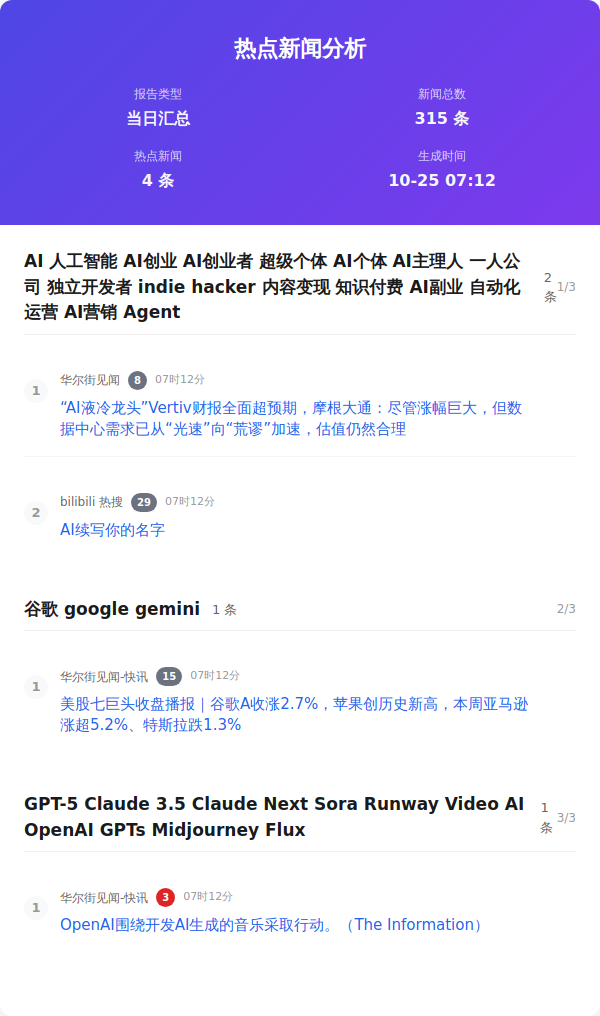 热点新闻分析
报告类型
新闻总数
当日汇总
315 条
热点新闻
生成时间
4 条
10-25 07:12
AI 人工智能 AI创业 AI创业者 超级个体 AI个体 AI主理人 一人公
司 独立开发者 indie hacker 内容变现 知识付费 AI副业 自动化
运营 AI营销 Agent
2
条
1/3
1
华尔街见闻 8 07时12分
“AI液冷龙头”Vertiv财报全面超预期，摩根大通：尽管涨幅巨大，但数
据中心需求已从“光速”向“荒谬”加速，估值仍然合理
2
bilibili 热搜 29 07时12分
AI续写你的名字
谷歌 google gemini 1 条 2/3
1
华尔街见闻-快讯 15 07时12分
美股七巨头收盘播报｜谷歌A收涨2.7%，苹果创历史新高，本周亚马逊
涨超5.2%、特斯拉跌1.3%
GPT-5 Claude 3.5 Claude Next Sora Runway Video AI
OpenAI GPTs Midjourney Flux
1
条
3/3
1
华尔街见闻-快讯 3 07时12分
OpenAI围绕开发AI生成的音乐采取行动。（The Information）